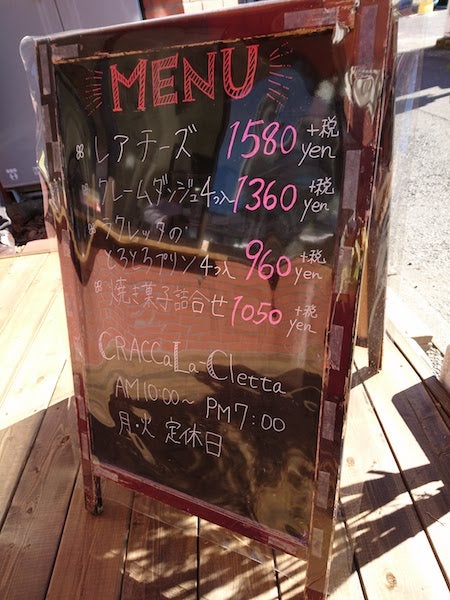 MENU
レアチーズ 1580 +税 yen
クレームダンジュ4コ入 1360 +税 yen
クレッタの
とろとろプリン4コ入 960 +税 yen
焼き菓子詰合せ 1050 +税 yen
CRACCa La-Cletta
AM10:00~ PM7:00
月・火 定休日